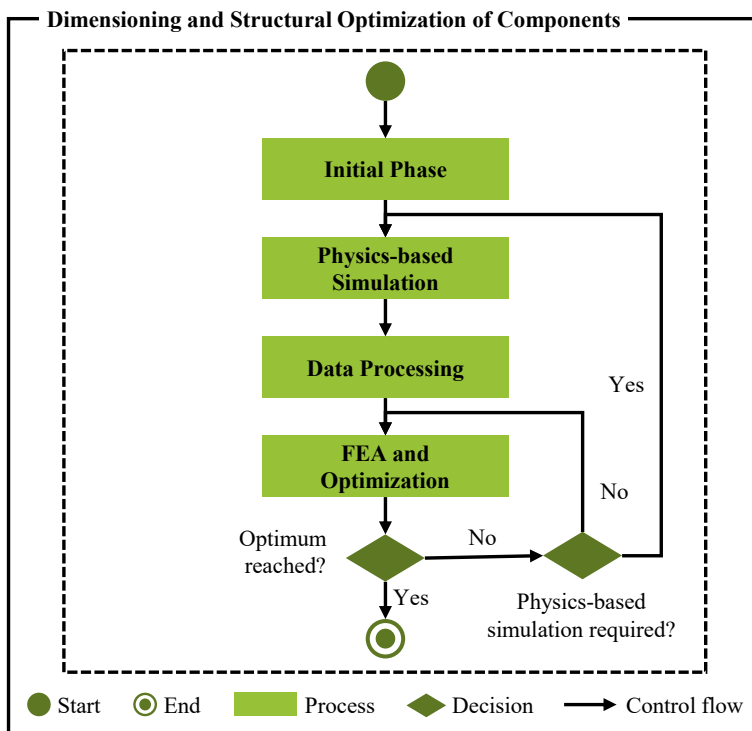 Dimensioning and Structural Optimization of Components
Initial Phase
Physics-based
Simulation
Data Processing
Yes
FEA and
Optimization
No
Optimum
reached?
No
Yes
Physics-based
simulation required?
Start
End
Process
Decision
Control flow